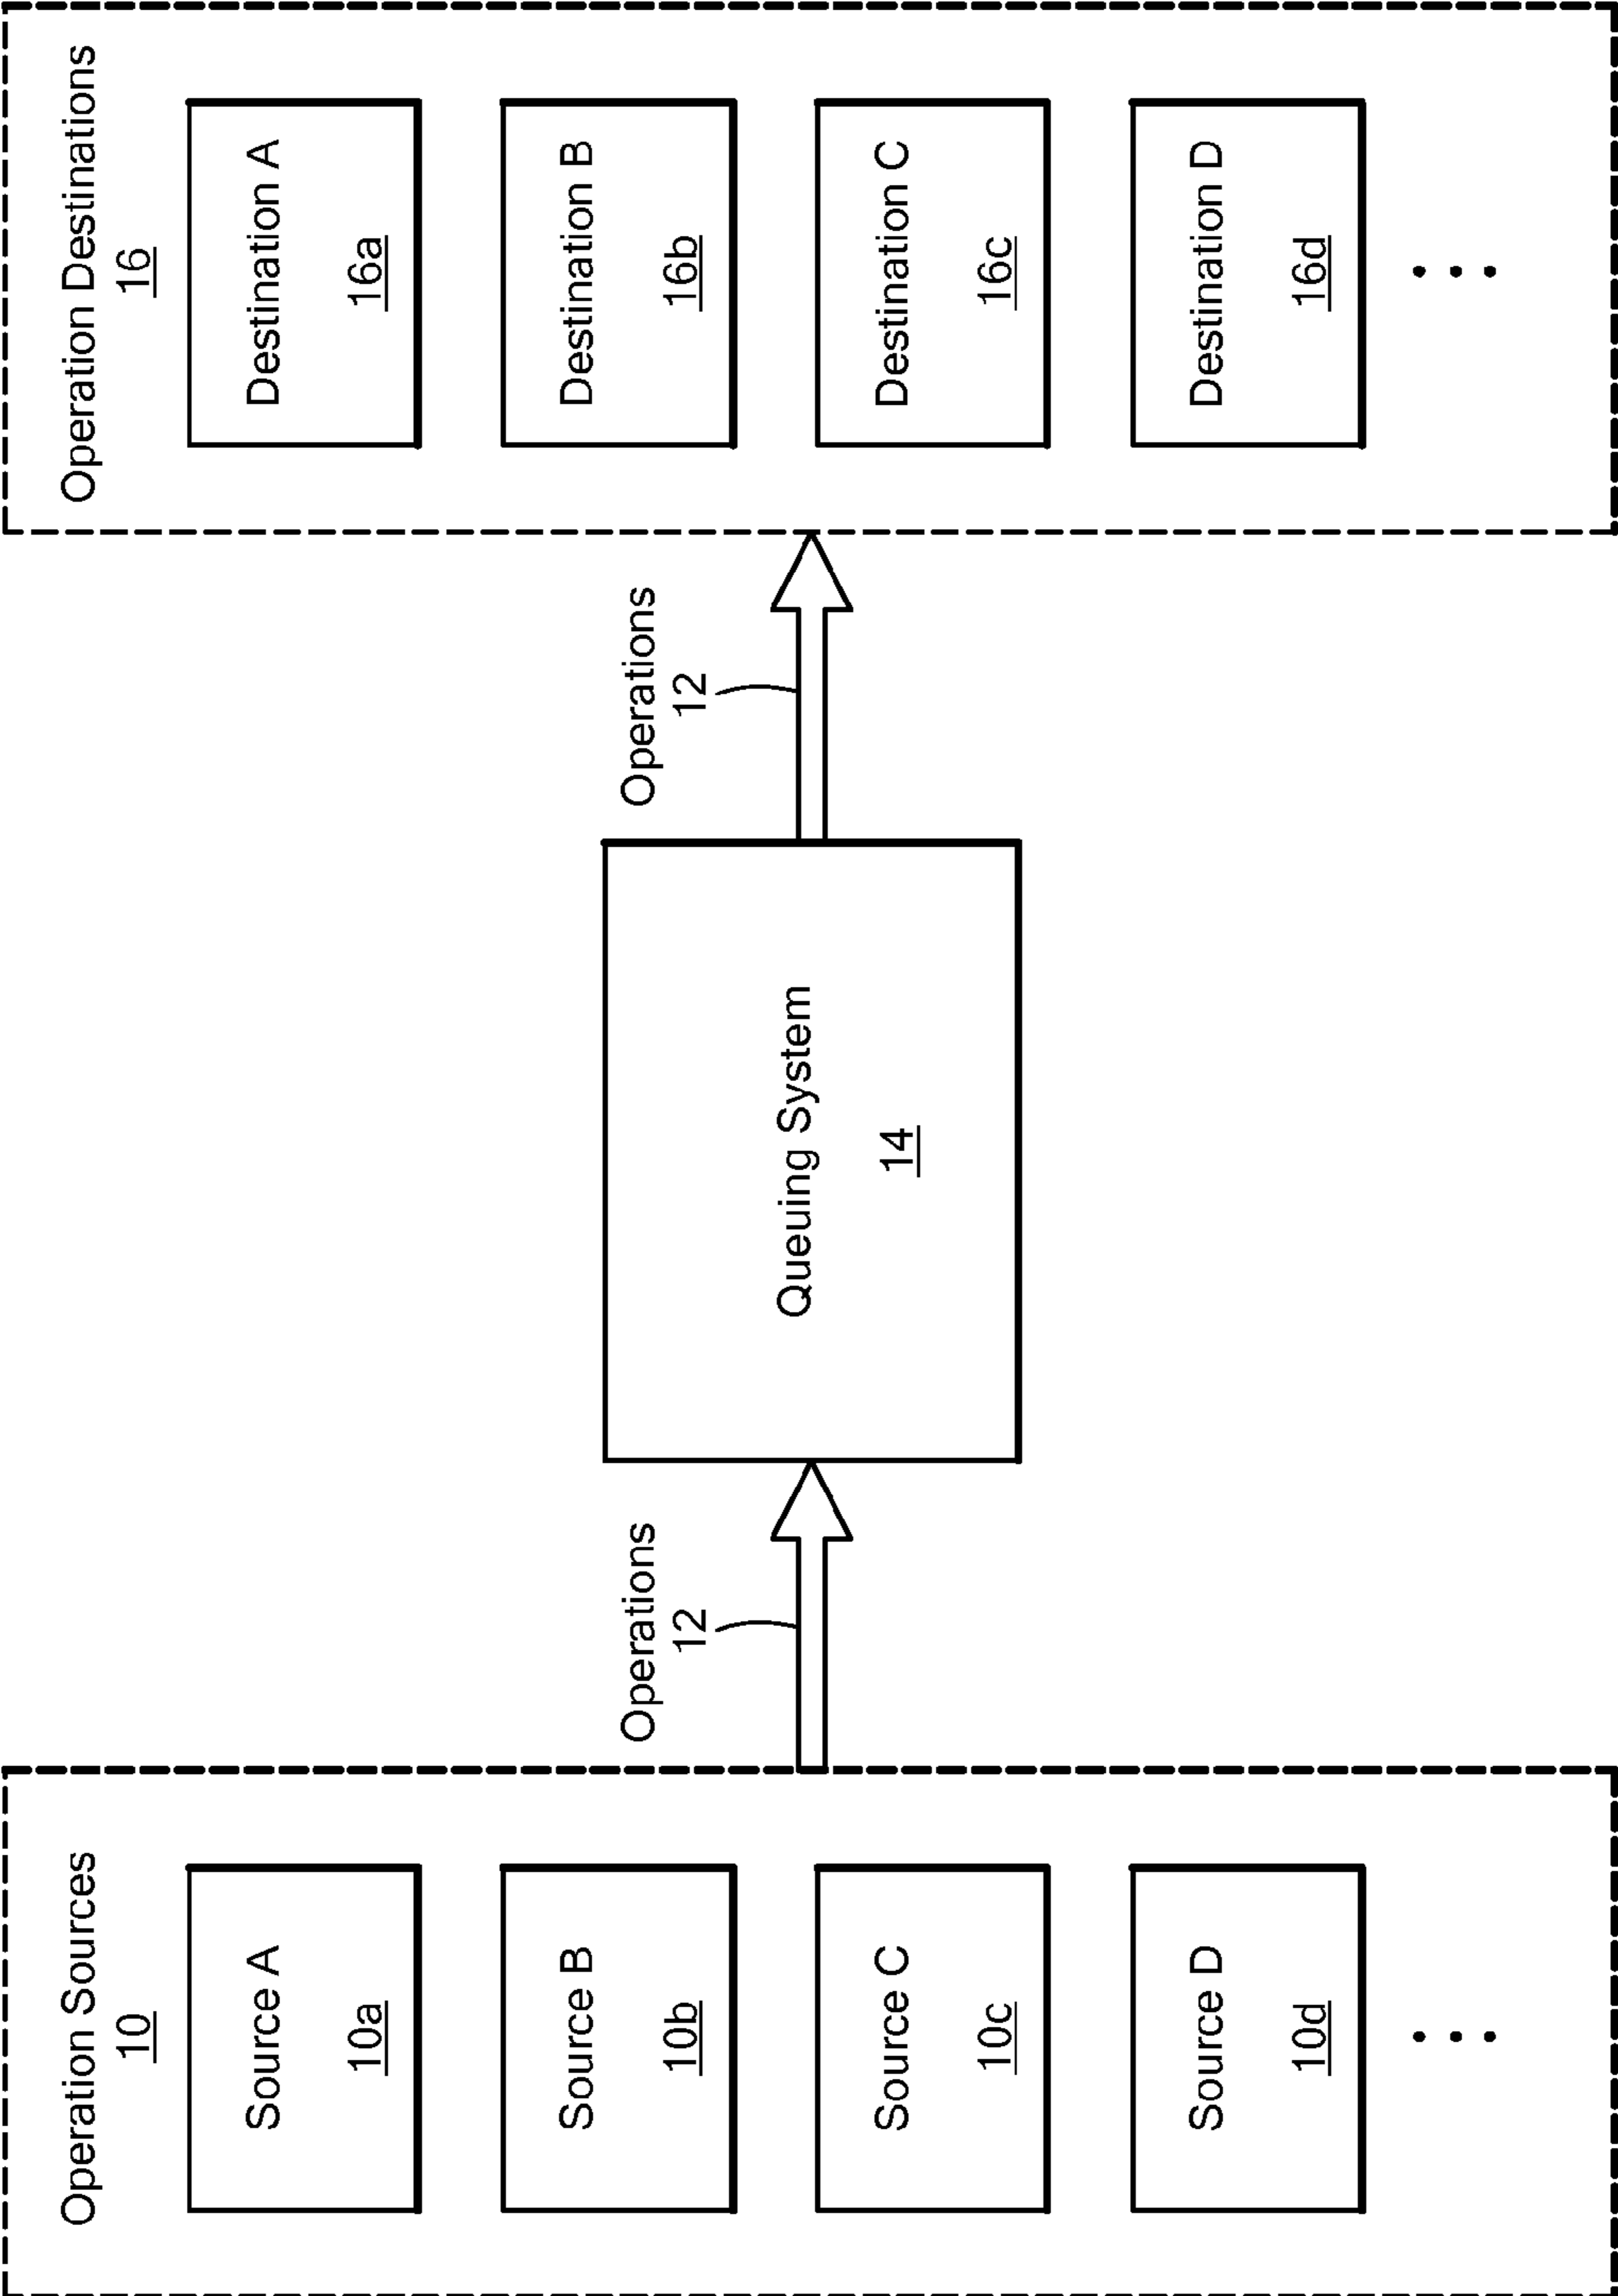 Operation Sources
10
Source A
10a
Source B
10b
Source C
10c
Source D
10d
Operations
12
Queuing System
14
Operations
12
Operation Destinations
16
Destination A
16a
Destination B
16b
Destination C
16c
Destination D
16d